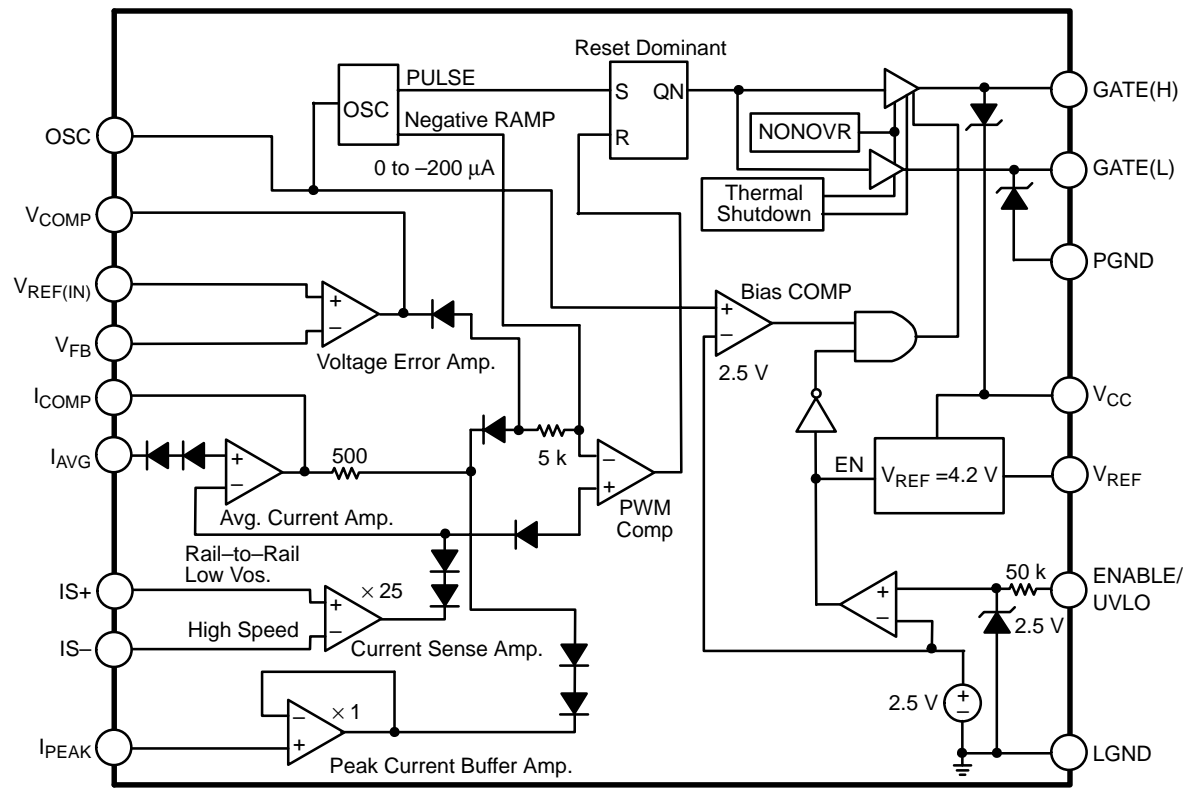 Reset Dominant
PULSE
OSC
S QN
GATE(H)
OSC
Negative RAMP
R
NONOVR
0 to –200 µA
GATE(L)
Thermal
Shutdown
VCOMP
PGND
VREF(IN)
Bias COMP
+
–
+
–
VFB
Voltage Error Amp.
2.5 V
ICOMP
VCC
IAVG
+
–
500
5 k
–
+
EN
VREF =4.2 V
VREF
Avg. Current Amp.
PWM
Comp
Rail–to–Rail
Low Vos.
IS+
× 25
+
–
50 k
ENABLE/
UVLO
+
–
2.5 V
High Speed
IS–
Current Sense Amp.
× 1
–
+
2.5 V
+
–
IPEAK
Peak Current Buffer Amp.
LGND